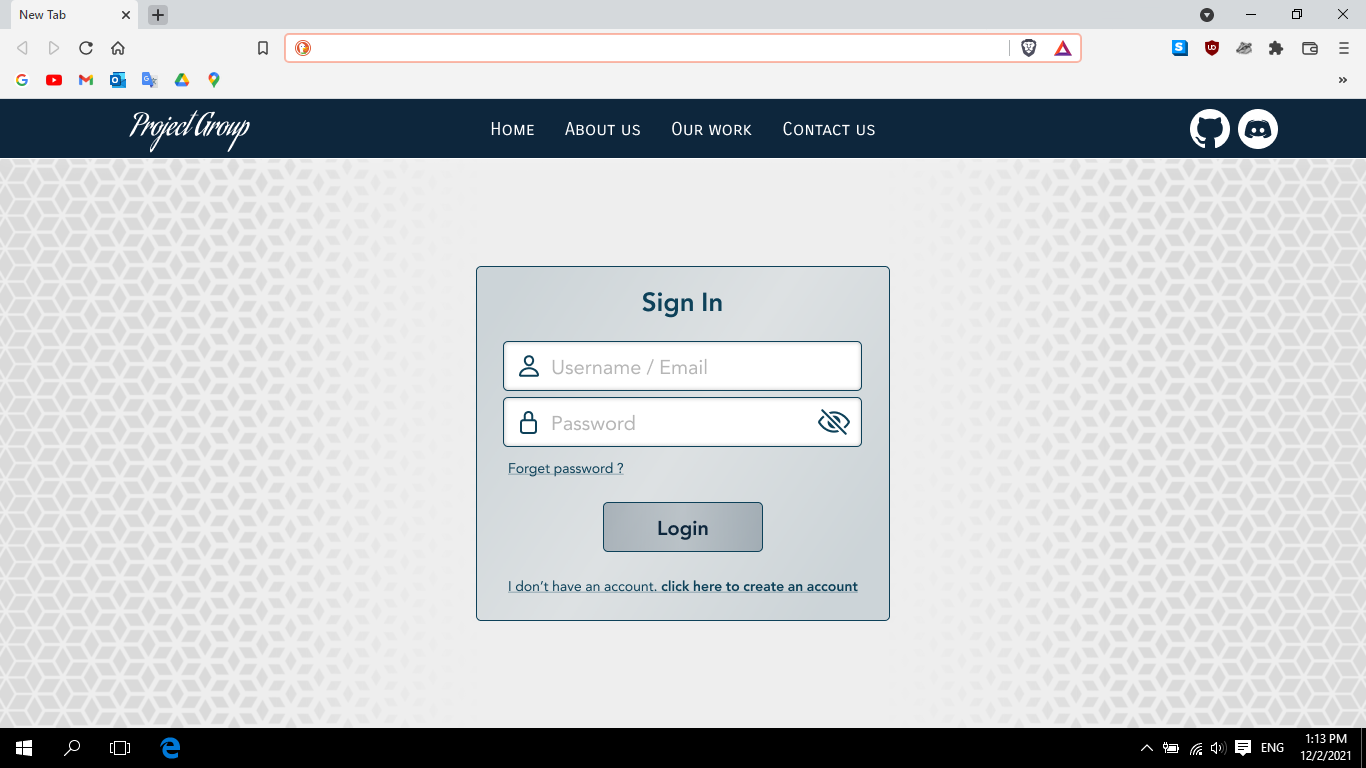 New Tab
Project Group
Home
About us
Our work
Contact us
Sign In
Username / Email
Password
Forget password ?
Login
I don't have an account. click here to create an account
ENG
1:13 PM
12/2/2021